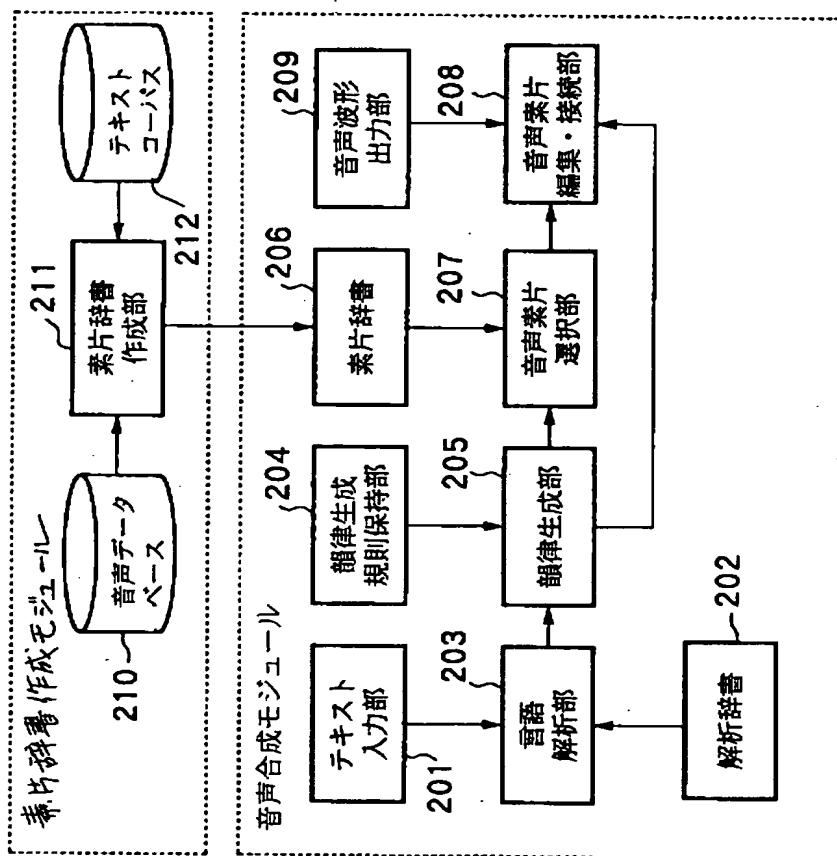 素片辞書作成モジュール
音声データ
ベース
210
素片辞書
作成部
211
テキスト
コーパス
212
音声合成モジュール
テキスト
入力部
201
韻律生成
規則保持部
204
素片辞書
206
音声波形
出力部
209
言語
解析部
203
韻律生成部
205
音声素片
選択部
207
音声素片
編集・接続部
208
解析辞書
202